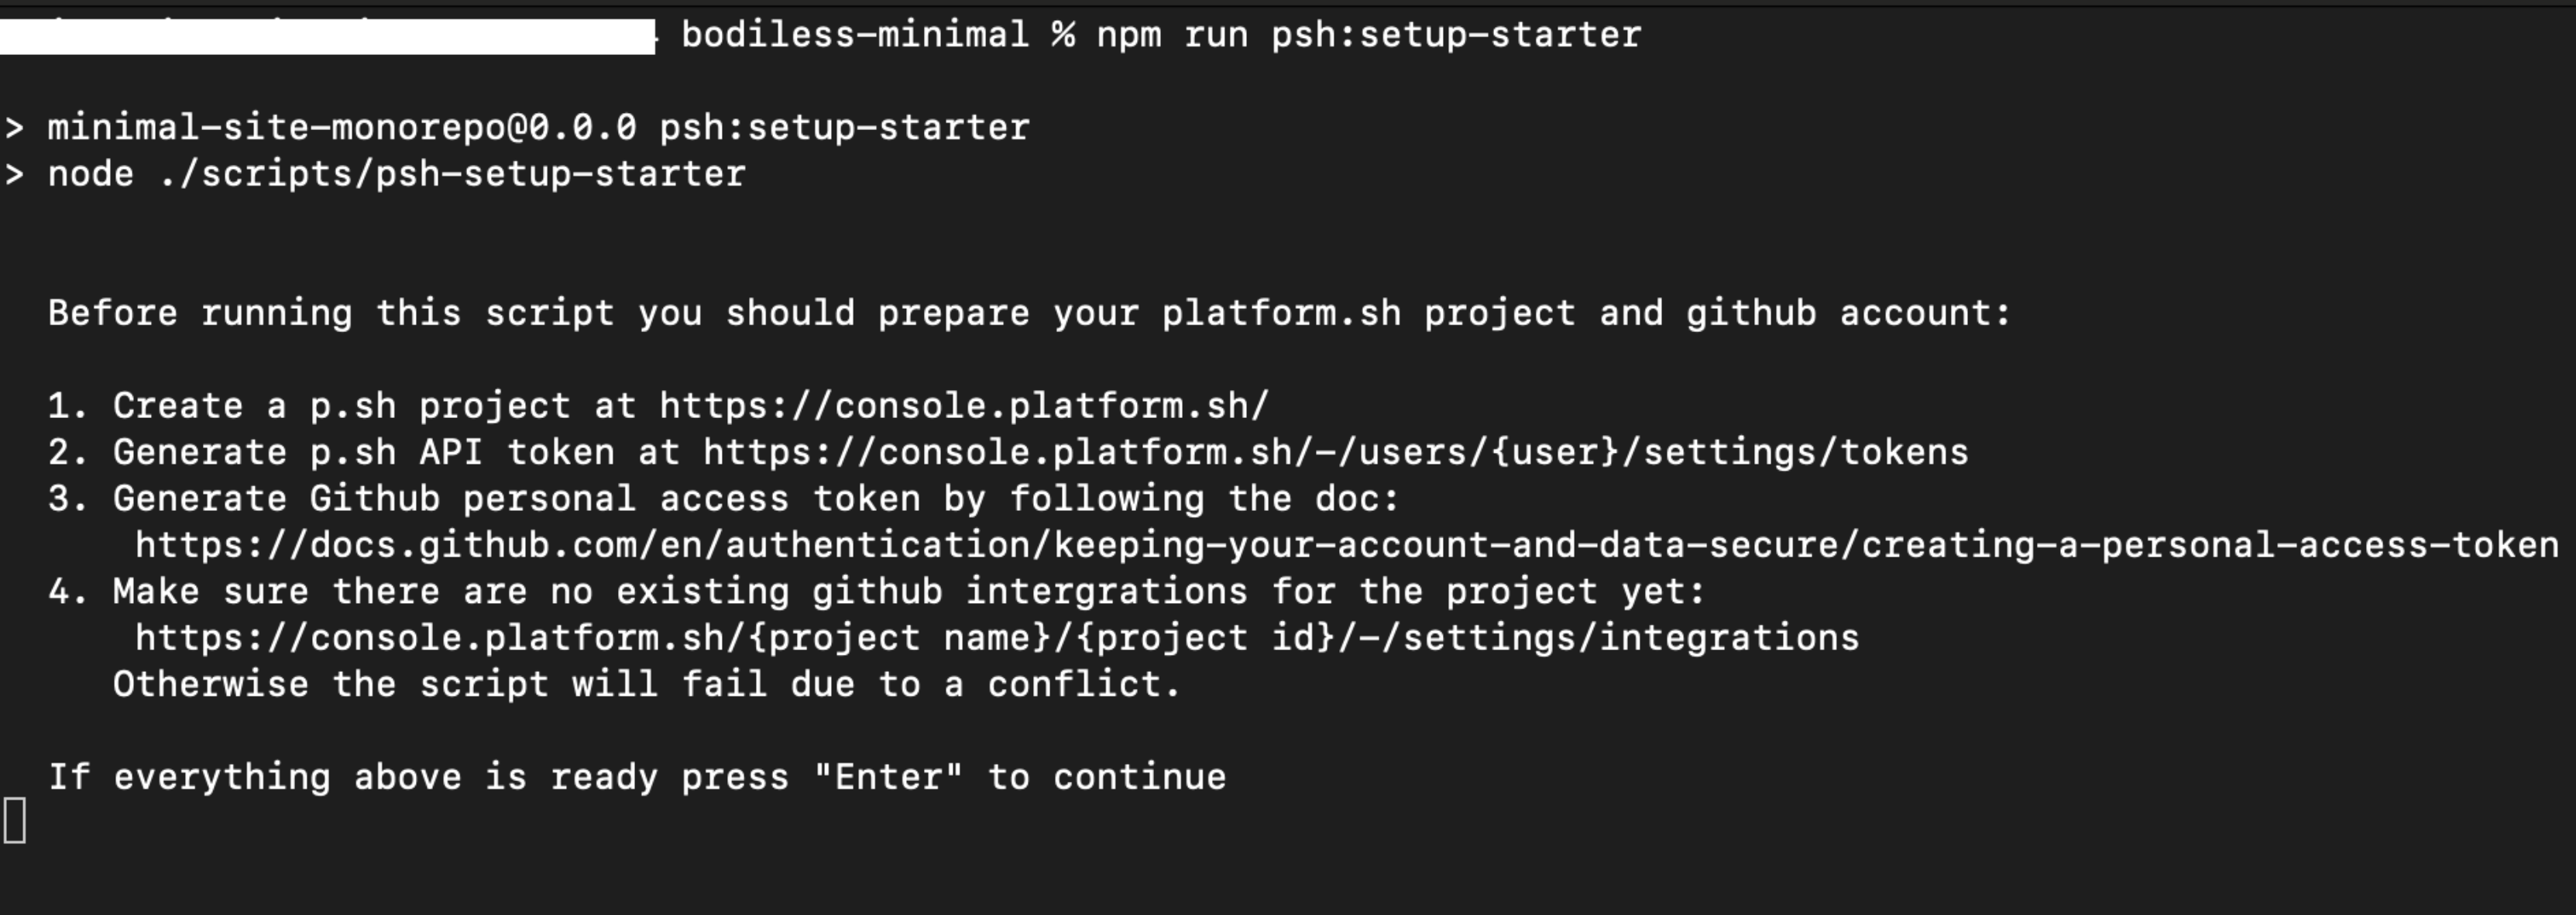 bodiless-minimal % npm run psh:setup-starter
> minimal-site-monorepo@0.0.0 psh:setup-starter
> node ./scripts/psh-setup-starter
Before running this script you should prepare your platform.sh project and github account:
1. Create a p.sh project at https://console.platform.sh/
2. Generate p.sh API token at https://console.platform.sh/-/users/{user}/settings/tokens
3. Generate Github personal access token by following the doc:
https://docs.github.com/en/authentication/keeping-your-account-and-data-secure/creating-a-personal-access-token
4. Make sure there are no existing github intergrations for the project yet:
https://console.platform.sh/{project name}/{project id}/-/settings/integrations
Otherwise the script will fail due to a conflict.
If everything above is ready press "Enter" to continue